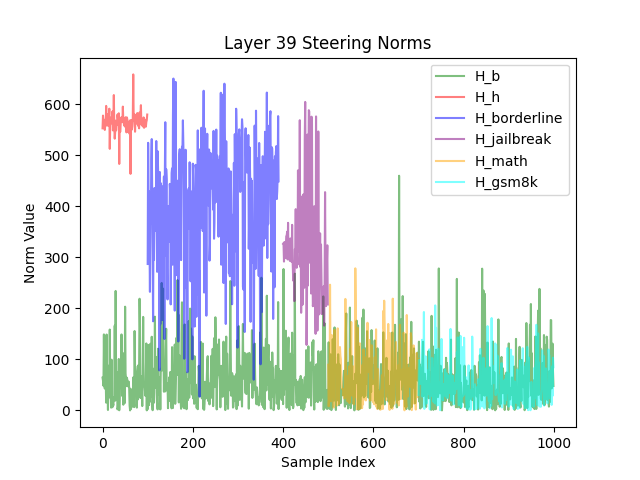 Layer 39 Steering Norms
H_b
H_h
H_borderline
H_jailbreak
H_math
H_gsm8k
Norm Value
600
500
400
300
200
100
0
0 200 400 600 800 1000
Sample Index